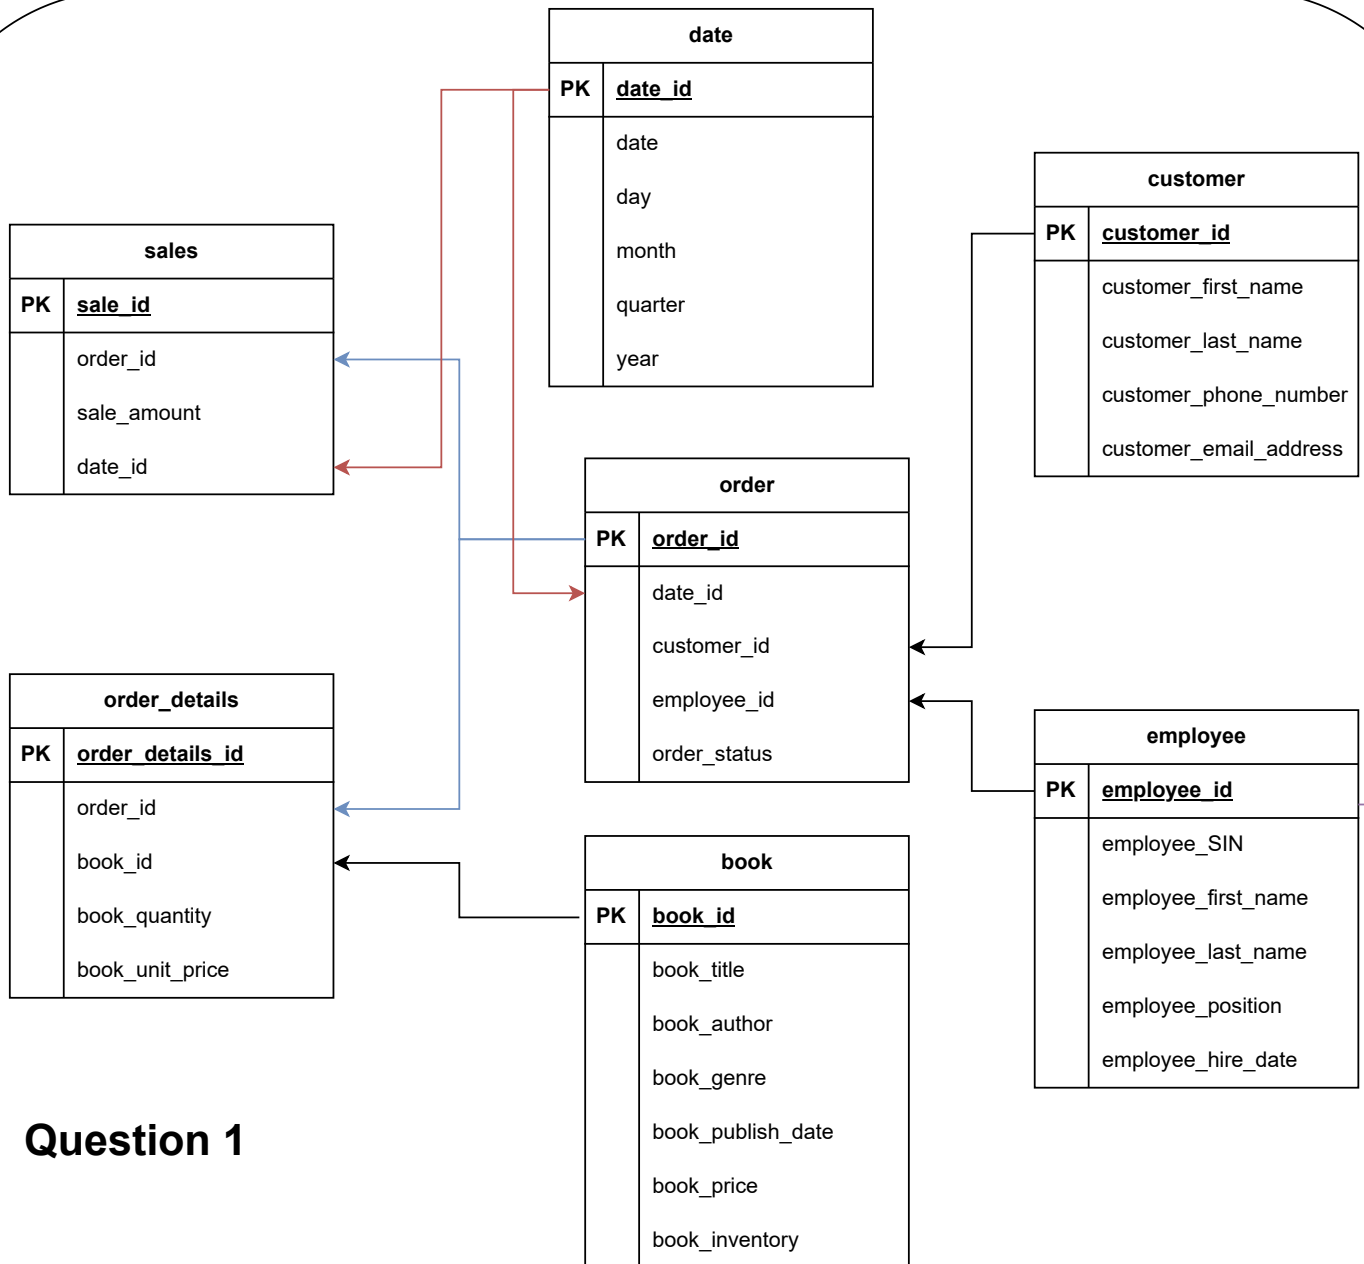 date
PK date_id
date
day
month
quarter
year
customer
PK customer_id
customer_first_name
customer_last_name
customer_phone_number
customer_email_address
sales
PK sale_id
order_id
sale_amount
date_id
order
PK order_id
date_id
customer_id
employee_id
order_status
order_details
PK order_details_id
order_id
book_id
book_quantity
book_unit_price
employee
PK employee_id
employee_SIN
employee_first_name
employee_last_name
employee_position
employee_hire_date
book
PK book_id
book_title
book_author
book_genre
book_publish_date
book_price
book_inventory
Question 1